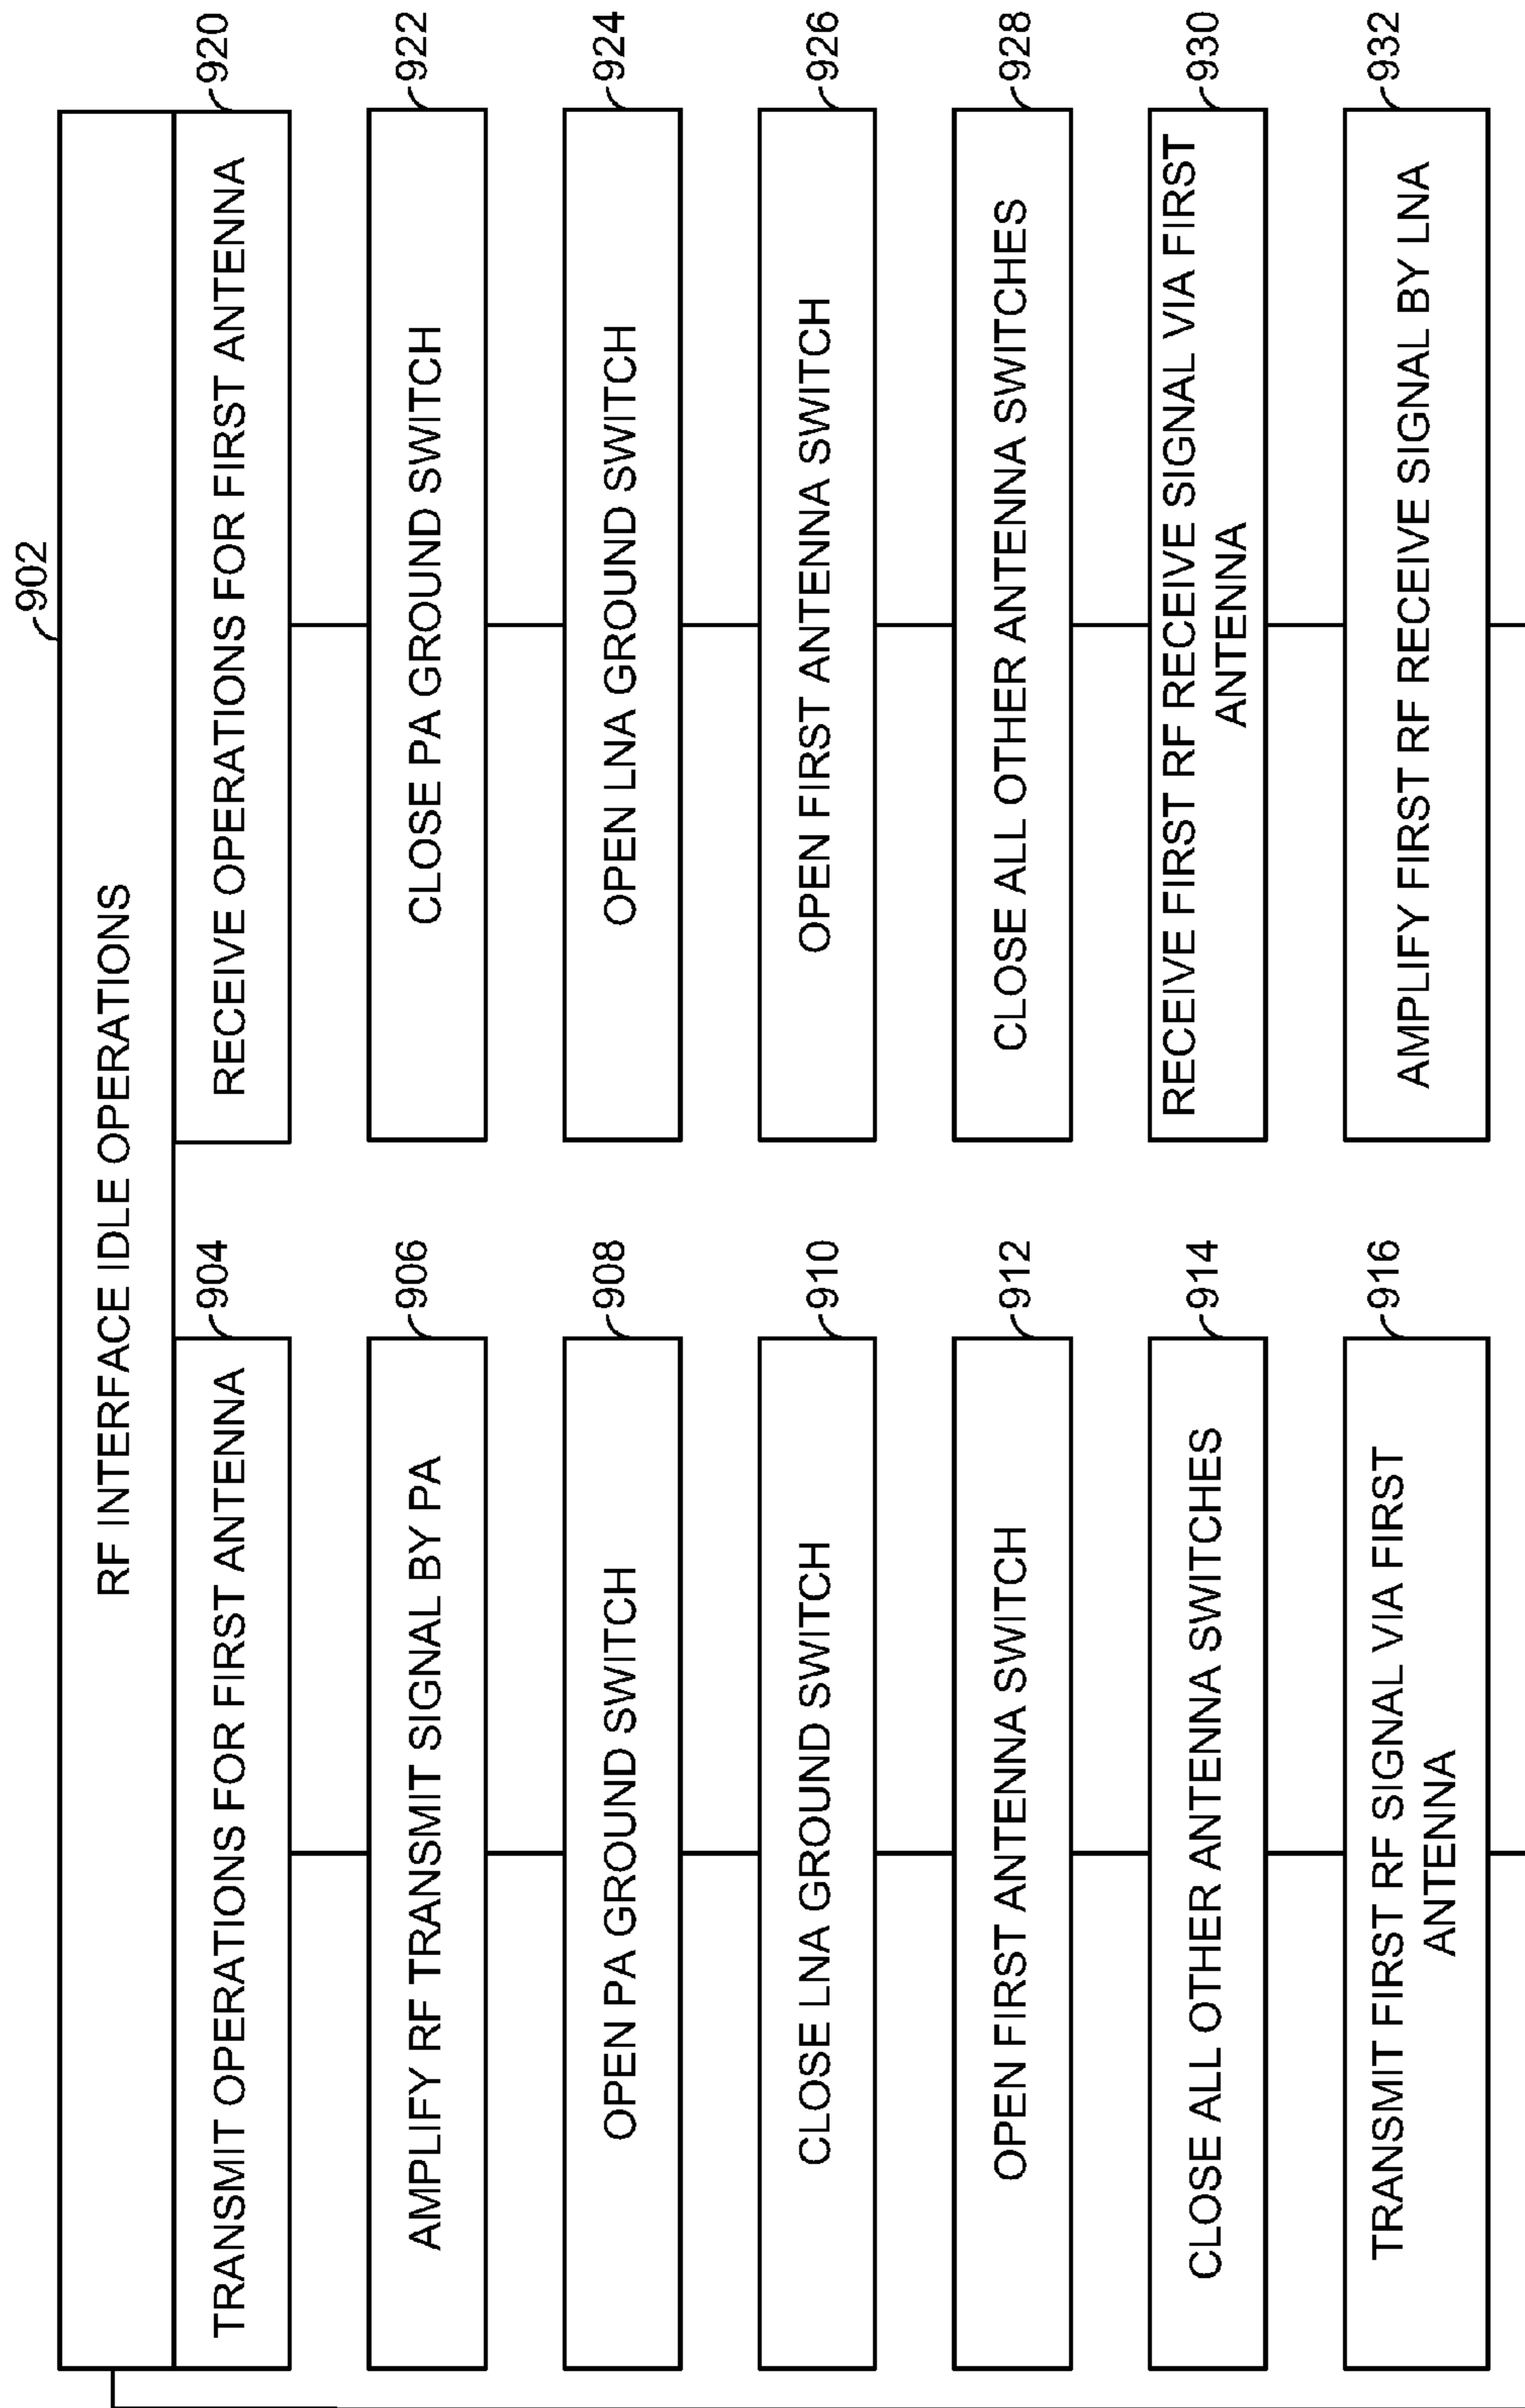 902
RF INTERFACE IDLE OPERATIONS
904
TRANSMIT OPERATIONS FOR FIRST ANTENNA
906
AMPLIFY RF TRANSMIT SIGNAL BY PA
908
OPEN PA GROUND SWITCH
910
CLOSE LNA GROUND SWITCH
912
OPEN FIRST ANTENNA SWITCH
914
CLOSE ALL OTHER ANTENNA SWITCHES
916
TRANSMIT FIRST RF SIGNAL VIA FIRST
ANTENNA
920
RECEIVE OPERATIONS FOR FIRST ANTENNA
922
CLOSE PA GROUND SWITCH
924
OPEN LNA GROUND SWITCH
926
OPEN FIRST ANTENNA SWITCH
928
CLOSE ALL OTHER ANTENNA SWITCHES
930
RECEIVE FIRST RF RECEIVE SIGNAL VIA FIRST
ANTENNA
932
AMPLIFY FIRST RF RECEIVE SIGNAL BY LNA